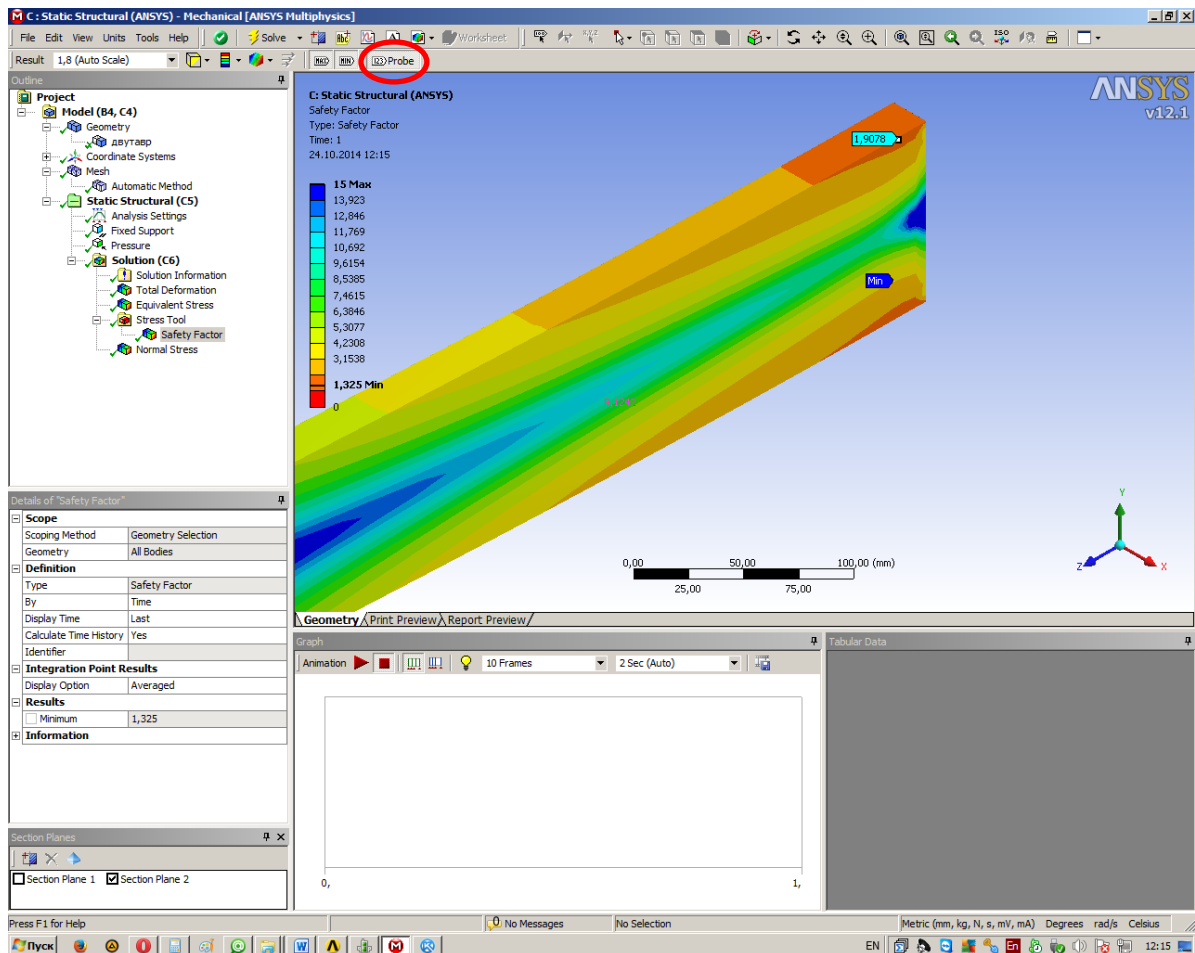 C : Static Structural (ANSYS) - Mechanical [ANSYS Multiphysics]
File Edit View Units Tools Help Solve Worksheet
Result 1,8 (Auto Scale) MAX MIN Probe
Outline
Project
Model (B4, C4)
Geometry
двутавр
Coordinate Systems
Mesh
Automatic Method
Static Structural (C5)
Analysis Settings
Fixed Support
Pressure
Solution (C6)
Solution Information
Total Deformation
Equivalent Stress
Stress Tool
Safety Factor
Normal Stress
C: Static Structural (ANSYS)
Safety Factor
Type: Safety Factor
Time: 1
24.10.2014 12:15
15 Max
13,923
12,846
11,769
10,692
9,6154
8,5385
7,4615
6,3846
5,3077
4,2308
3,1538
1,325 Min
0
ANSYS
v12.1
1,9078
Min
0,00 50,00 100,00 (mm)
25,00 75,00
Y
Z X
Geometry Print Preview Report Preview
Details of "Safety Factor"
Scope
Scoping Method Geometry Selection
Geometry All Bodies
Definition
Type Safety Factor
By Time
Display Time Last
Calculate Time History Yes
Identifier
Integration Point Results
Display Option Averaged
Results
Minimum 1,325
Information
Section Planes
Section Plane 1 Section Plane 2
Graph
Animation 10 Frames 2 Sec (Auto)
0, 1,
Tabular Data
Press F1 for Help 0 No Messages No Selection Metric (mm, kg, N, s, mV, mA) Degrees rad/s Celsius
Пуск EN 12:15